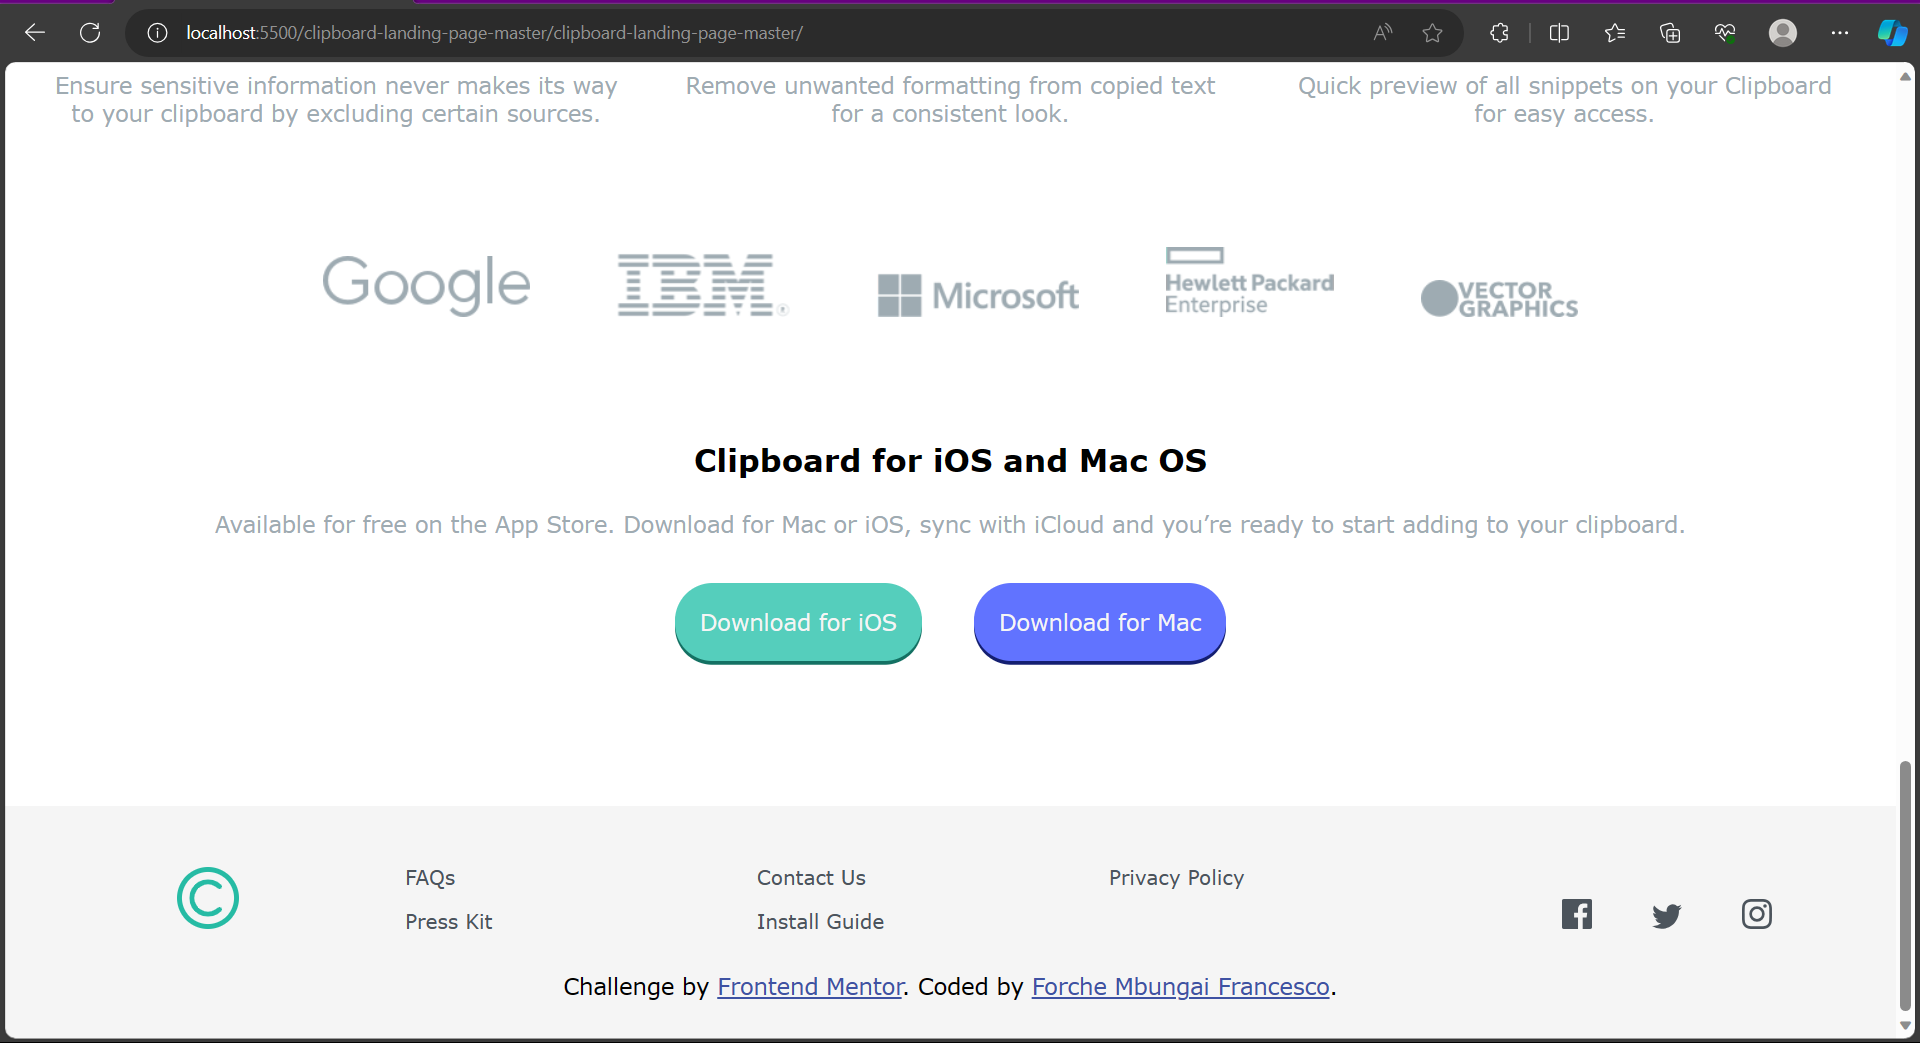 localhost:5500/clipboard-landing-page-master/clipboard-landing-page-master/
Ensure sensitive information never makes its way
to your clipboard by excluding certain sources.
Remove unwanted formatting from copied text
for a consistent look.
Quick preview of all snippets on your Clipboard
for easy access.
Google
IBM®
Microsoft
Hewlett Packard
Enterprise
VECTOR
GRAPHICS
Clipboard for iOS and Mac OS
Available for free on the App Store. Download for Mac or iOS, sync with iCloud and you’re ready to start adding to your clipboard.
Download for iOS
Download for Mac
FAQs
Press Kit
Contact Us
Install Guide
Privacy Policy
Challenge by Frontend Mentor. Coded by Forche Mbungai Francesco.